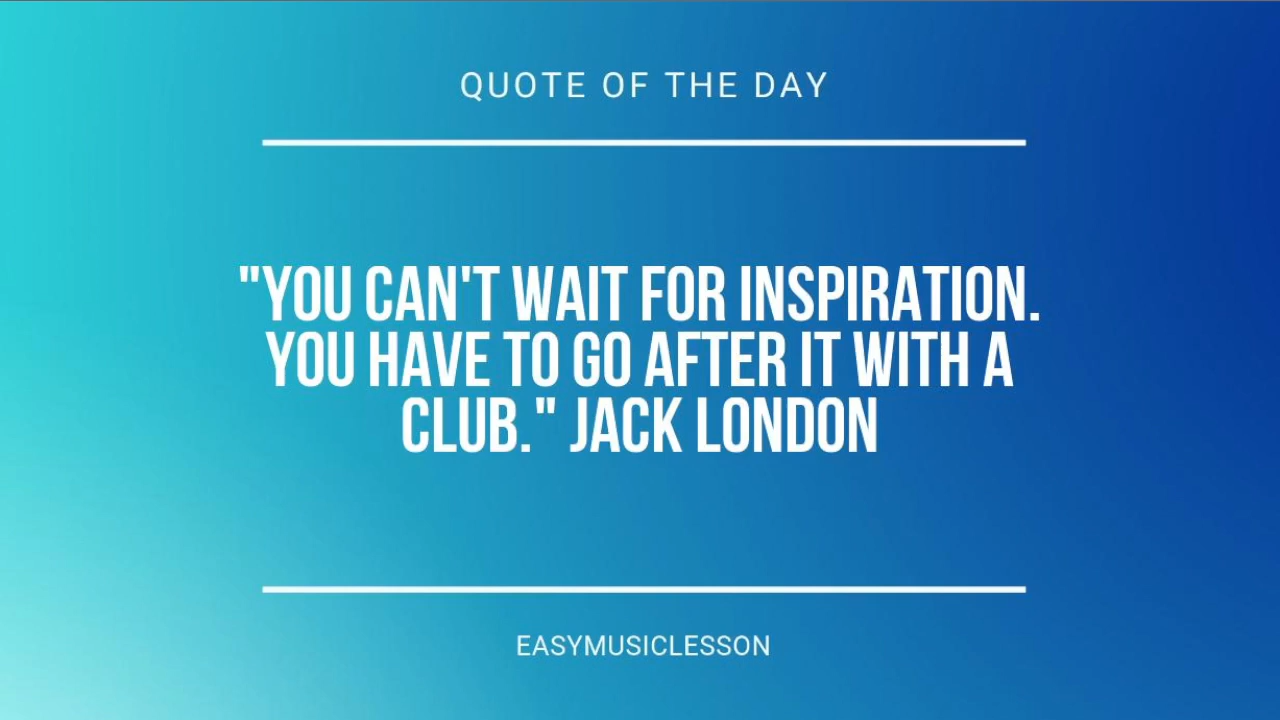 QUOTE OF THE DAY
"YOU CAN'T WAIT FOR INSPIRATION.
YOU HAVE TO GO AFTER IT WITH A
CLUB." JACK LONDON
EASYMUSICLESSON